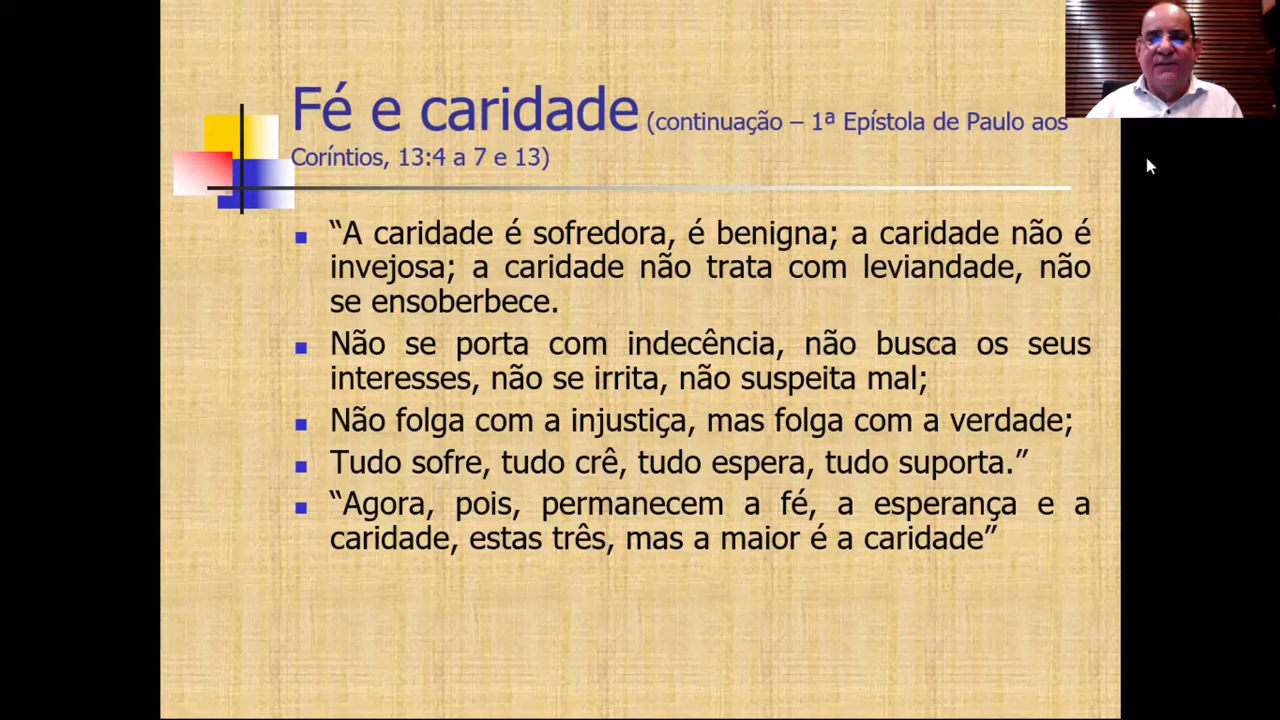 Fé e caridade (continuação – 1ª Epístola de Paulo aos
Coríntios, 13:4 a 7 e 13)
“A caridade é sofredora, é benigna; a caridade não é
invejosa; a caridade não trata com leviandade, não
se ensoberbece.
Não se porta com indecência, não busca os seus
interesses, não se irrita, não suspeita mal;
Não folga com a injustiça, mas folga com a verdade;
Tudo sofre, tudo crê, tudo espera, tudo suporta.”
“Agora, pois, permanecem a fé, a esperança e a
caridade, estas três, mas a maior é a caridade”